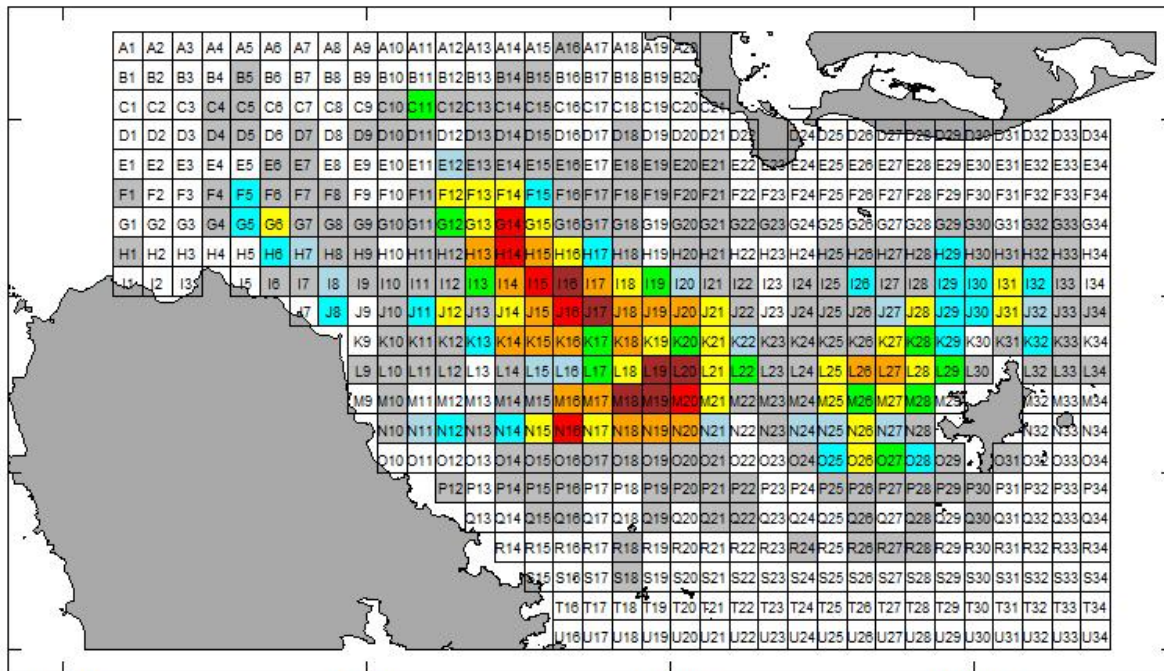 A1 A2 A3 A4 A5 A6 A7 A8 A9 A10 A11 A12 A13 A14 A15 A16 A17 A18 A19 A20
B1 B2 B3 B4 B5 B6 B7 B8 B9 B10 B11 B12 B13 B14 B15 B16 B17 B18 B19 B20
C1 C2 C3 C4 C5 C6 C7 C8 C9 C10 C11 C12 C13 C14 C15 C16 C17 C18 C19 C20 C21
D1 D2 D3 D4 D5 D6 D7 D8 D9 D10 D11 D12 D13 D14 D15 D16 D17 D18 D19 D20 D21 D22 D24 D25 D26 D27 D28 D29 D30 D31 D32 D33 D34
E1 E2 E3 E4 E5 E6 E7 E8 E9 E10 E11 E12 E13 E14 E15 E16 E17 E18 E19 E20 E21 E22 E23 E24 E25 E26 E27 E28 E29 E30 E31 E32 E33 E34
F1 F2 F3 F4 F5 F6 F7 F8 F9 F10 F11 F12 F13 F14 F15 F16 F17 F18 F19 F20 F21 F22 F23 F24 F25 F26 F27 F28 F29 F30 F31 F32 F33 F34
G1 G2 G3 G4 G5 G6 G7 G8 G9 G10 G11 G12 G13 G14 G15 G16 G17 G18 G19 G20 G21 G22 G23 G24 G25 G26 G27 G28 G29 G30 G31 G32 G33 G34
H1 H2 H3 H4 H5 H6 H7 H8 H9 H10 H11 H12 H13 H14 H15 H16 H17 H18 H19 H20 H21 H22 H23 H24 H25 H26 H27 H28 H29 H30 H31 H32 H33 H34
I1 I2 I3 I5 I6 I7 I8 I9 I10 I11 I12 I13 I14 I15 I16 I17 I18 I19 I20 I21 I22 I23 I24 I25 I26 I27 I28 I29 I30 I31 I32 I33 I34
J7 J8 J9 J10 J11 J12 J13 J14 J15 J16 J17 J18 J19 J20 J21 J22 J23 J24 J25 J26 J27 J28 J29 J30 J31 J32 J33 J34
K9 K10 K11 K12 K13 K14 K15 K16 K17 K18 K19 K20 K21 K22 K23 K24 K25 K26 K27 K28 K29 K30 K31 K32 K33 K34
L9 L10 L11 L12 L13 L14 L15 L16 L17 L18 L19 L20 L21 L22 L23 L24 L25 L26 L27 L28 L29 L30 L32 L33 L34
M9 M10 M11 M12 M13 M14 M15 M16 M17 M18 M19 M20 M21 M22 M23 M24 M25 M26 M27 M28 M29 M32 M33 M34
N10 N11 N12 N13 N14 N15 N16 N17 N18 N19 N20 N21 N22 N23 N24 N25 N26 N27 N28 N32 N33 N34
O10 O11 O12 O13 O14 O15 O16 O17 O18 O19 O20 O21 O22 O23 O24 O25 O26 O27 O28 O29 O31 O32 O33 O34
P12 P13 P14 P15 P16 P17 P18 P19 P20 P21 P22 P23 P24 P25 P26 P27 P28 P29 P30 P31 P32 P33 P34
Q13 Q14 Q15 Q16 Q17 Q18 Q19 Q20 Q21 Q22 Q23 Q24 Q25 Q26 Q27 Q28 Q29 Q30 Q31 Q32 Q33 Q34
R14 R15 R16 R17 R18 R19 R20 R21 R22 R23 R24 R25 R26 R27 R28 R29 R30 R31 R32 R33 R34
S15 S16 S17 S18 S19 S20 S21 S22 S23 S24 S25 S26 S27 S28 S29 S30 S31 S32 S33 S34
T16 T17 T18 T19 T20 T21 T22 T23 T24 T25 T26 T27 T28 T29 T30 T31 T32 T33 T34
U16 U17 U18 U19 U20 U21 U22 U23 U24 U25 U26 U27 U28 U29 U30 U31 U32 U33 U34